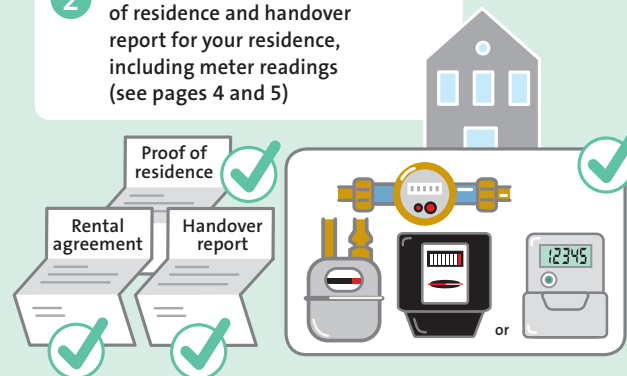 2
of residence and handover
report for your residence,
including meter readings
(see pages 4 and 5)
Proof of
residence
Rental
agreement
Handover
report
12345
or